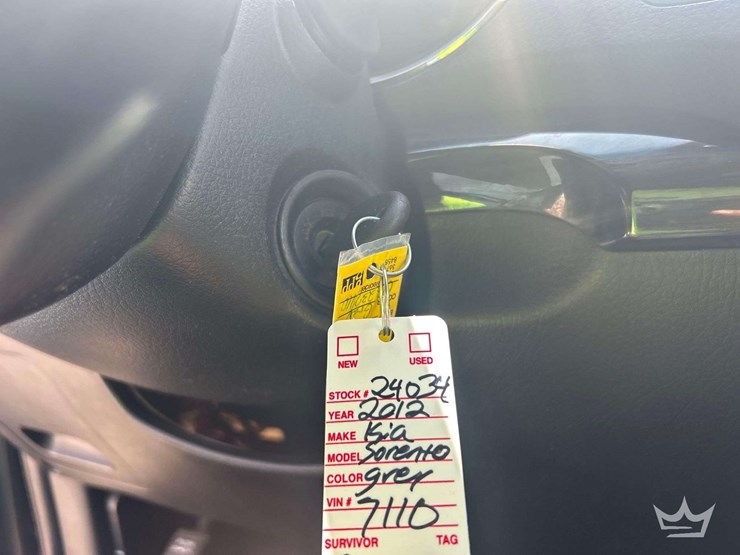 NEW USED
STOCK # 24034
YEAR 2012
MAKE Kia
MODEL Sorento
COLOR grey
VIN # 7110
SURVIVOR TAG